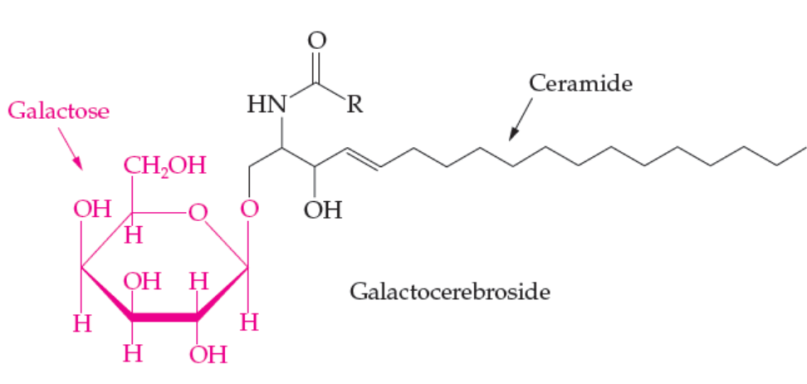 O
HN
R
Ceramide
Galactose
CH₂OH
OH
O
O
OH
H
OH
H
Galactocerebroside
H
H
H
OH